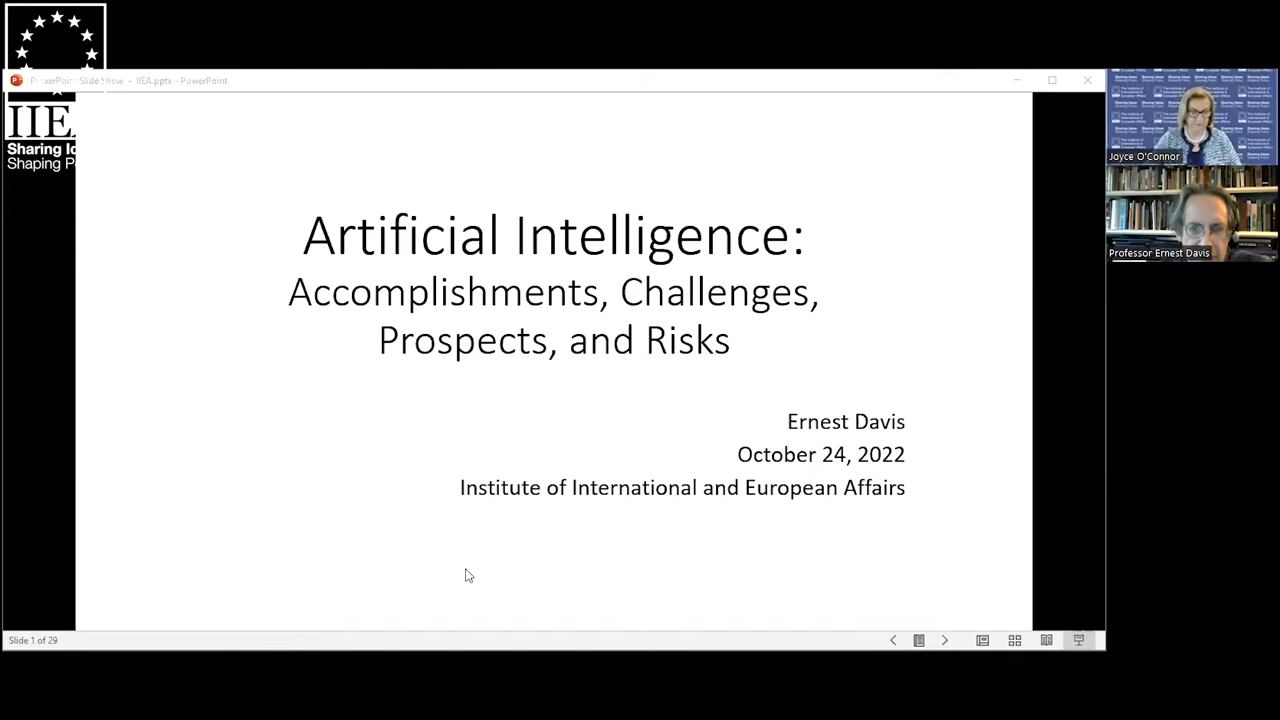 PowerPoint Slide Show - IIEA.pptx - PowerPoint
IIEA
Sharing
Shaping
Artificial Intelligence:
Accomplishments, Challenges,
Prospects, and Risks
Ernest Davis
October 24, 2022
Institute of International and European Affairs
Slide 1 of 29
Joyce O'Connor
Professor Ernest Davis